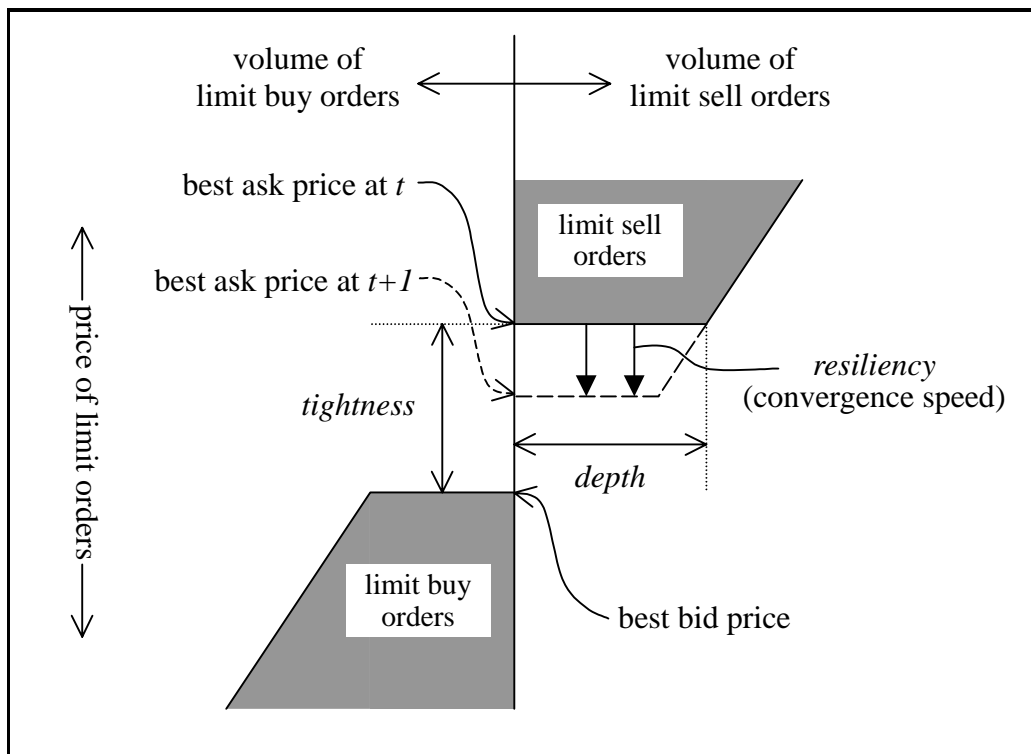 volume of
limit buy orders
volume of
limit sell orders
best ask price at t
limit sell
orders
best ask price at t+1
price of limit orders
resiliency
(convergence speed)
tightness
depth
limit buy
orders
best bid price